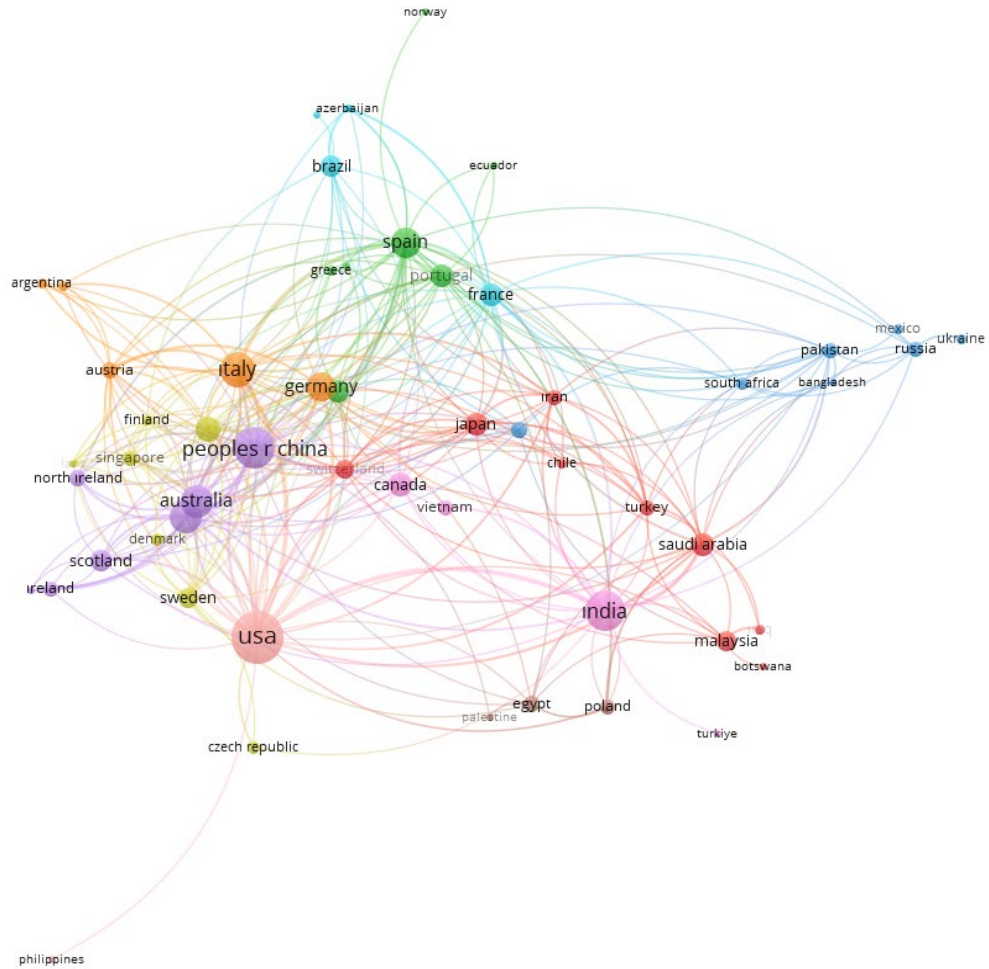 norway
azerbaijan
brazil
ecuador
spain
greece
portugal
argentina
france
mexico
ukraine
russia
pakistan
italy
austria
germany
south africa
bangladesh
iran
finland
japan
peoples r china
singapore
chile
switzerland
north ireland
canada
australia
vietnam
turkey
denmark
saudi arabia
scotland
ireland
sweden
india
usa
malaysia
botswana
egypt
poland
palestine
turkiye
czech republic
philippines